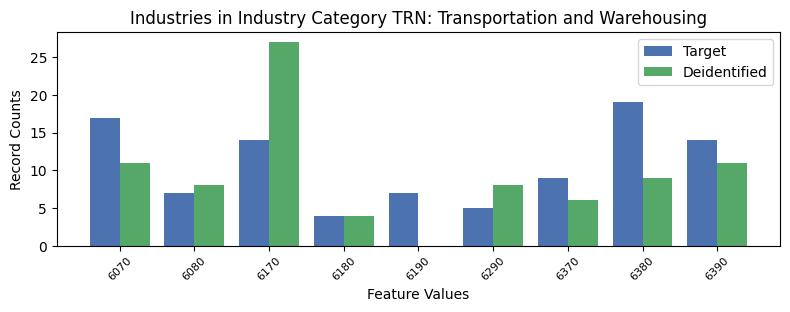 Industries in Industry Category TRN: Transportation and Warehousing
Record Counts
25
20
15
10
5
0
Target
Deidentified
6070 6080 6170 6180 6190 6290 6370 6380 6390
Feature Values